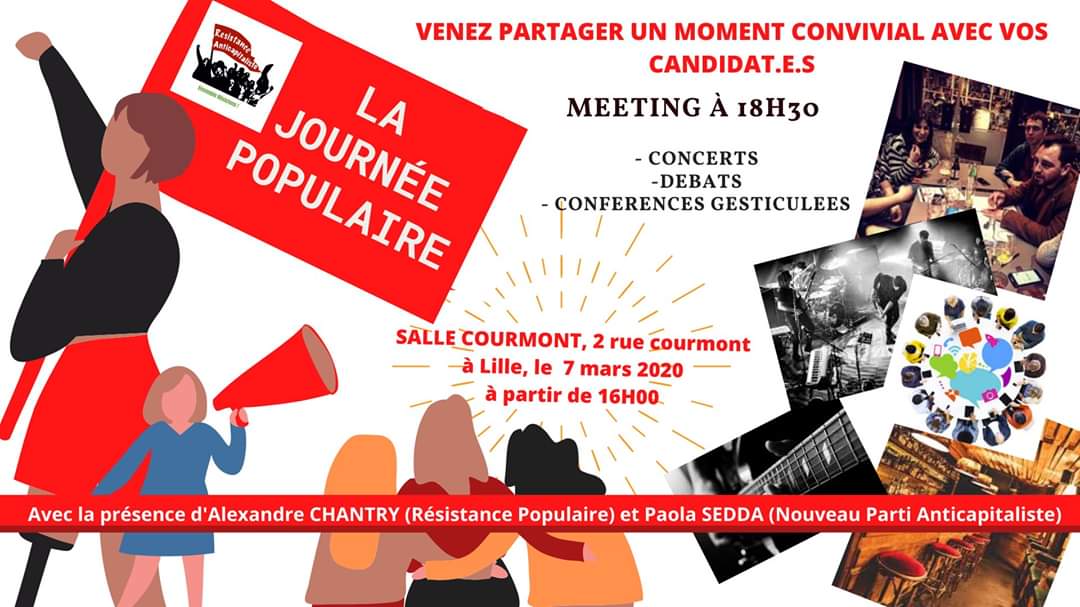 Resistance
Anticapitaliste
LA
JOURNÉE
POPULAIRE
VENEZ PARTAGER UN MOMENT CONVIVIAL AVEC VOS
CANDIDAT.E.S
MEETING À 18H30
- CONCERTS
-DEBATS
- CONFERENCES GESTICULEES
SALLE COURMONT, 2 rue courmont
à Lille, le 7 mars 2020
à partir de 16H00
Avec la présence d'Alexandre CHANTRY (Résistance Populaire) et Paola SEDDA (Nouveau Parti Anticapitaliste)